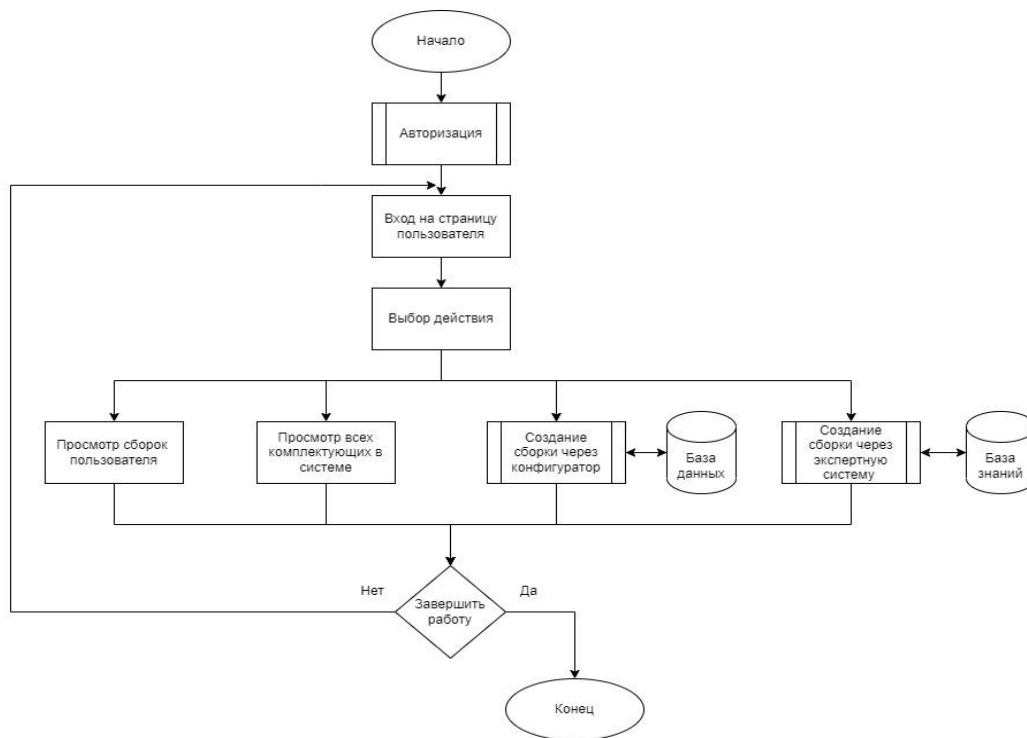 Начало
Авторизация
Вход на страницу
пользователя
Выбор действия
Просмотр сборок
пользователя
Просмотр всех
комплектующих в
системе
Создание
сборки через
конфигуратор
База
данных
Создание
сборки через
экспертную
систему
База
знаний
Нет
Завершить
работу
Да
Конец